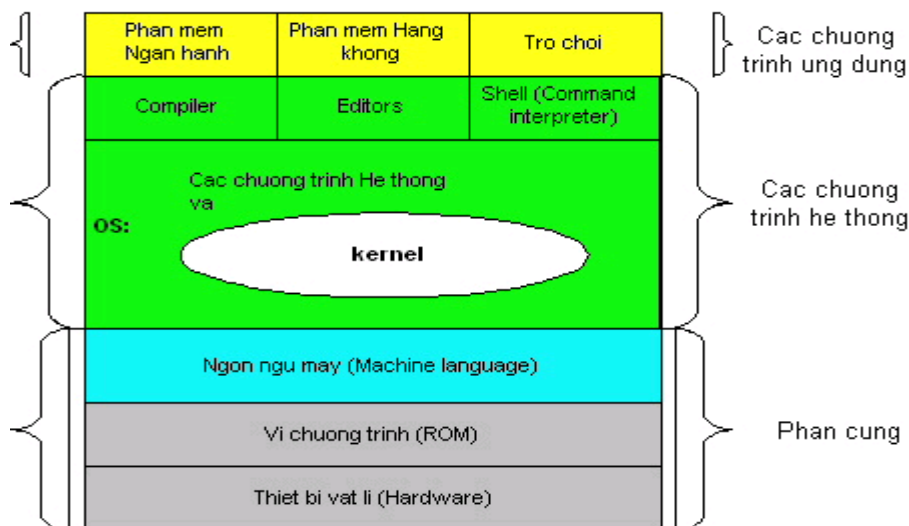 Phan mem
Ngan hanh
Phan mem Hang
khong
Tro choi
Cac chuong
trinh ung dung
Compiler
Editors
Shell (Command
interpreter)
Cac chuong trinh He thong
va
OS:
kernel
Cac chuong
trinh he thong
Ngon ngu may (Machine language)
Vi chuong trinh (ROM)
Thiet bi vat li (Hardware)
Phan cung